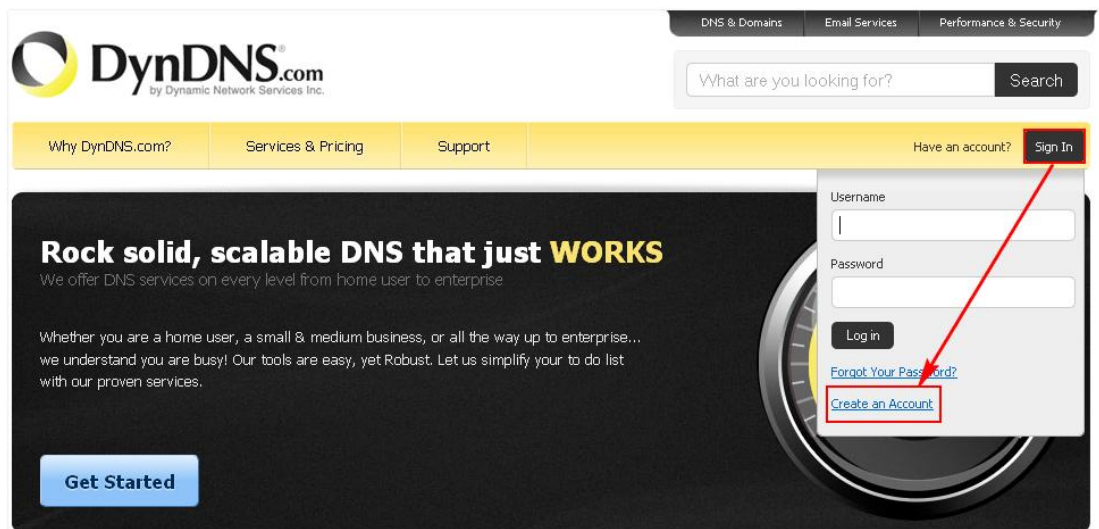 DNS & Domains
Email Services
Performance & Security
DynDNS®.com
by Dynamic Network Services Inc.
What are you looking for?
Search
Why DynDNS.com?
Services & Pricing
Support
Have an account?
Sign In
Username
Password
Log in
Forgot Your Password?
Create an Account
Rock solid, scalable DNS that just WORKS
We offer DNS services on every level from home user to enterprise
Whether you are a home user, a small & medium business, or all the way up to enterprise...
we understand you are busy! Our tools are easy, yet Robust. Let us simplify your to do list
with our proven services.
Get Started